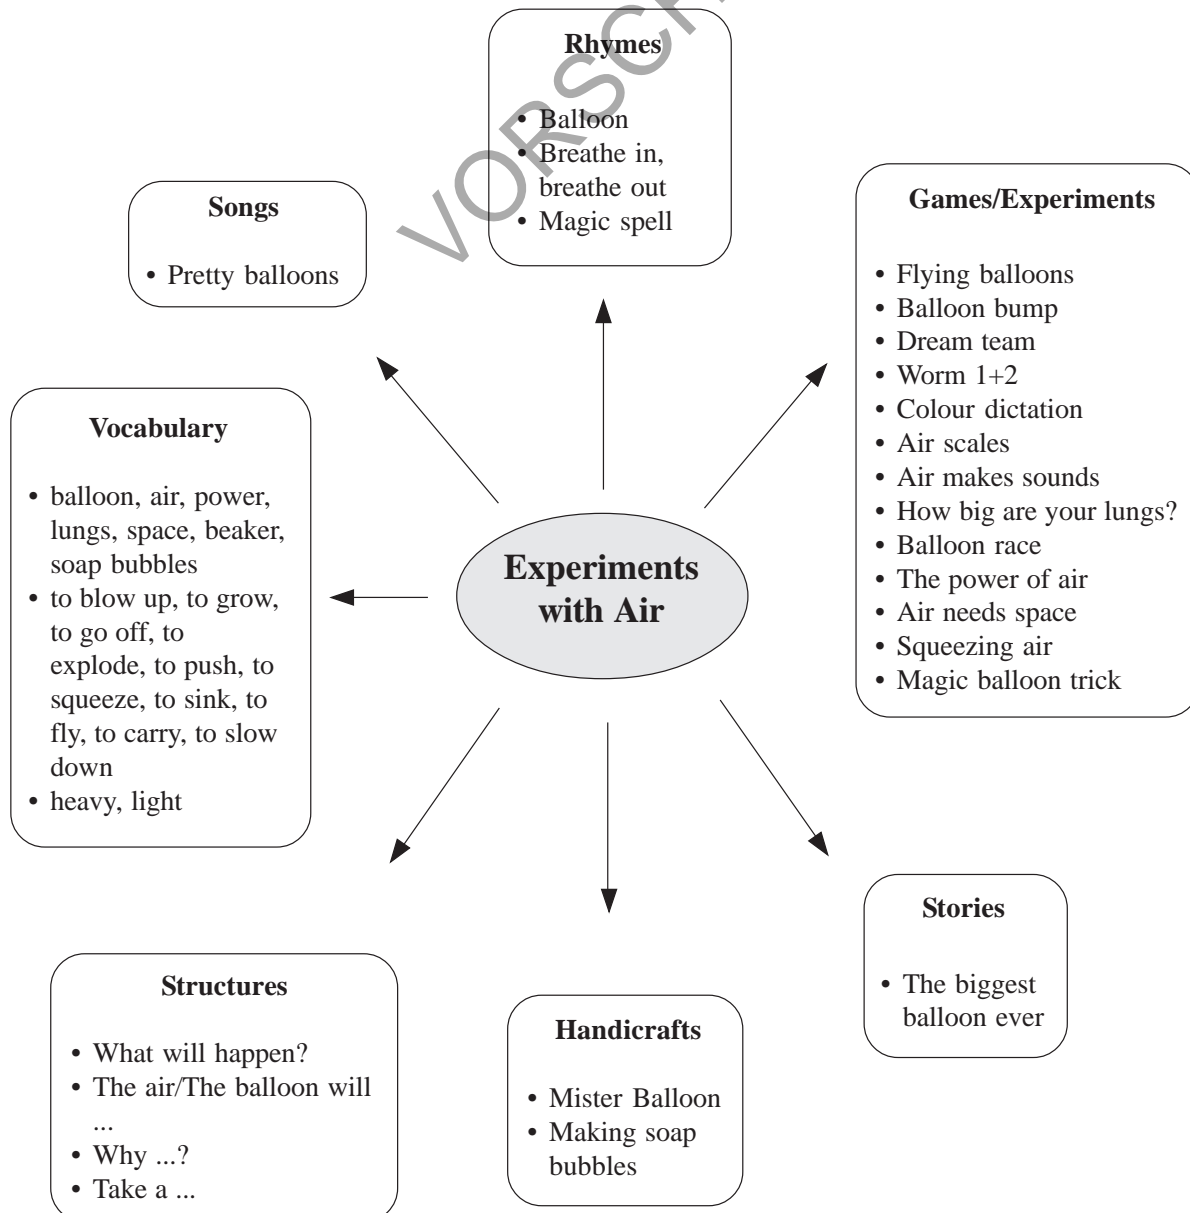 Rhymes
• Balloon
• Breathe in,
breathe out
• Magic spell
Songs
• Pretty balloons
Games/Experiments
• Flying balloons
• Balloon bump
• Dream team
• Worm 1+2
• Colour dictation
• Air scales
• Air makes sounds
• How big are your lungs?
• Balloon race
• The power of air
• Air needs space
• Squeezing air
• Magic balloon trick
Vocabulary
• balloon, air, power,
lungs, space, beaker,
soap bubbles
• to blow up, to grow,
to go off, to
explode, to push, to
squeeze, to sink, to
fly, to carry, to slow
down
• heavy, light
Experiments
with Air
Structures
• What will happen?
• The air/The balloon will
...
• Why ...?
• Take a ...
Handicrafts
• Mister Balloon
• Making soap
bubbles
Stories
• The biggest
balloon ever
VORSCH